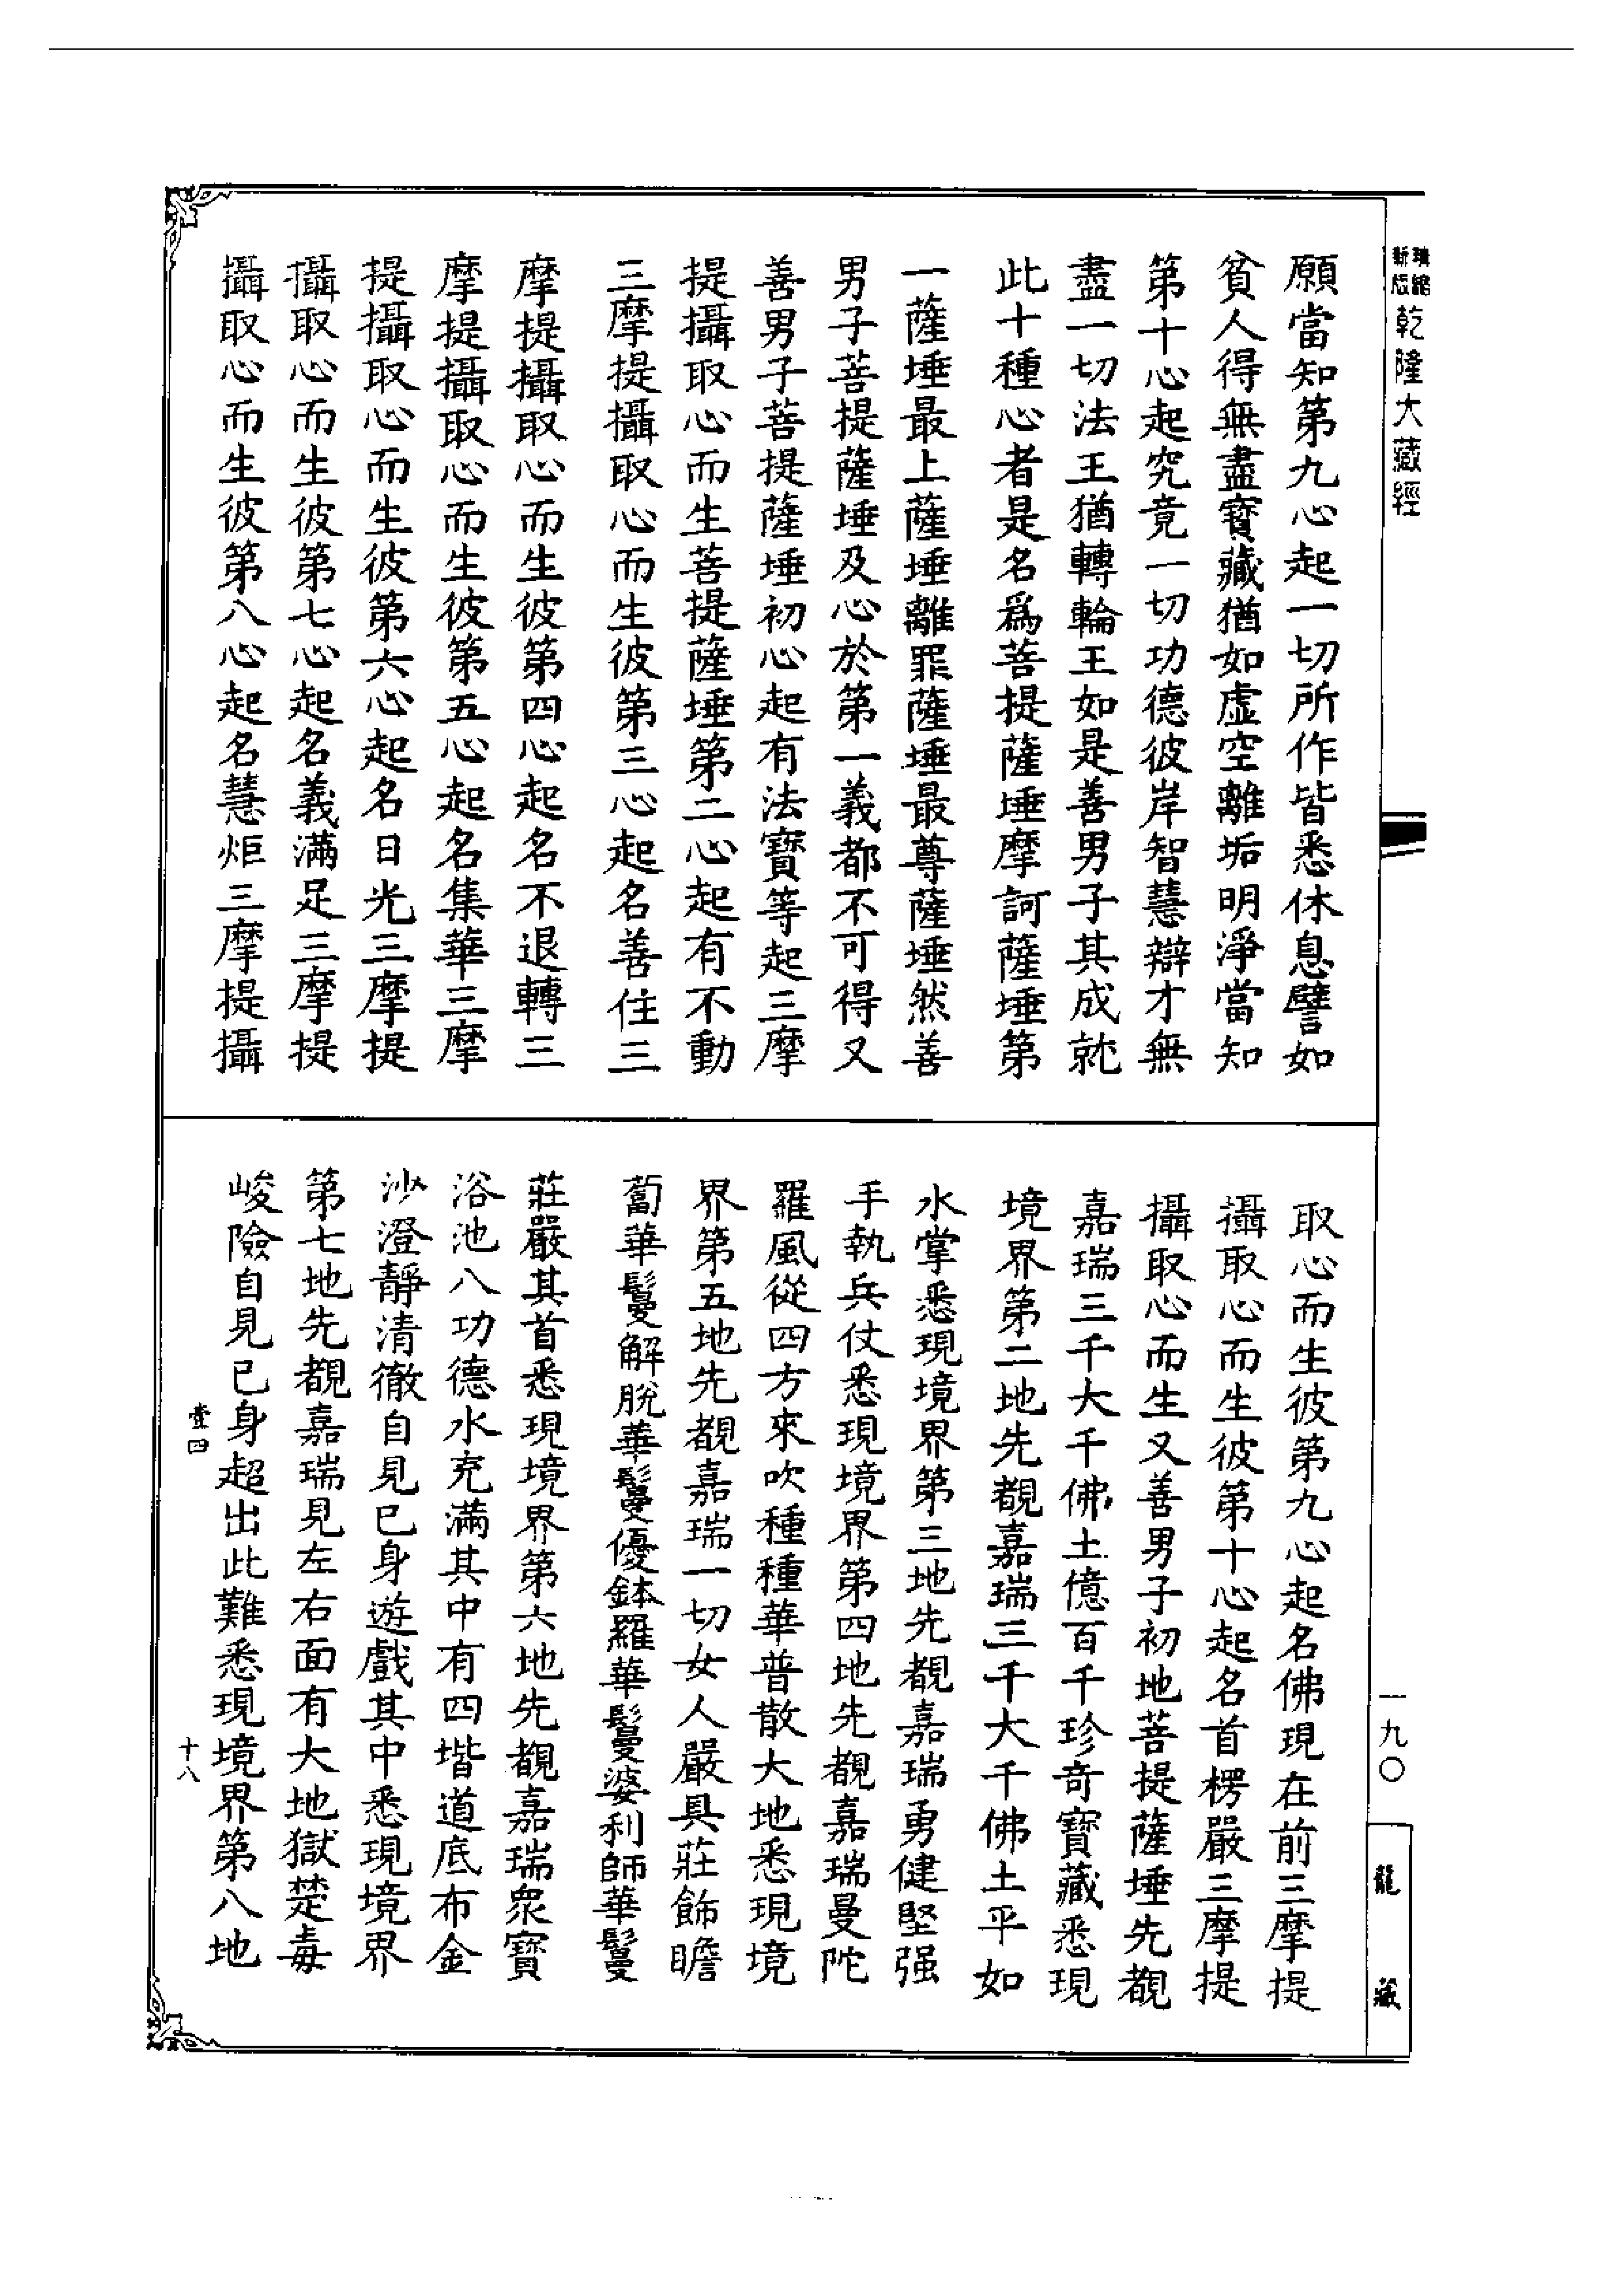 乾隆大藏經
願當知第九心起一切所作皆悉休息譬如
貧人得無盡寶藏猶如虛空離垢明淨當知
第十心起究竟一切功德彼岸智慧辯才無
盡一切法王猶轉輪王如是善男子其成就
此十種心者是名爲菩提薩埵摩訶薩埵第
一薩埵最上薩埵離罪薩埵最尊薩埵然善
男子菩提薩埵及心於第一義都不可得又
善男子菩提薩埵初心起有法寶等起三摩
提攝取心而生菩提薩埵第二心起有不動
三摩提攝取心而生彼第三心起名善住三
摩提攝取心而生彼第四心起名不退轉三
摩提攝取心而生彼第五心起名集華三摩
提攝取心而生彼第六心起名日光三摩提
攝取心而生彼第七心起名義滿足三摩提
攝取心而生彼第八心起名慧炬三摩提攝
取心而生彼第九心起名佛現在前三摩提
攝取心而生彼第十心起名首楞嚴三摩提
攝取心而生又善男子初地菩提薩埵先覩
嘉瑞三千大千佛土億百千珍奇寶藏悉現
境界第二地先覩嘉瑞三千大千佛土平如
水掌悉現境界第三地先覩嘉瑞勇健堅强
手執兵仗悉現境界第四地先覩嘉瑞曼陀
羅風從四方來吹種種華普散大地悉現境
界第五地先覩嘉瑞一切女人嚴具莊飾瞻
蔔華鬘解脫華鬘優鉢羅華鬘婆利師華鬘
莊嚴其首悉現境界第六地先覩嘉瑞衆寶
浴池八功德水充滿其中有四堦道底布金
沙澄靜清徹自見已身遊戲其中悉現境界
第七地先覩嘉瑞見左右面有大地獄楚毒
峻險自見已身超出此難悉現境界第八地
壹四
十八
一九〇
龍藏